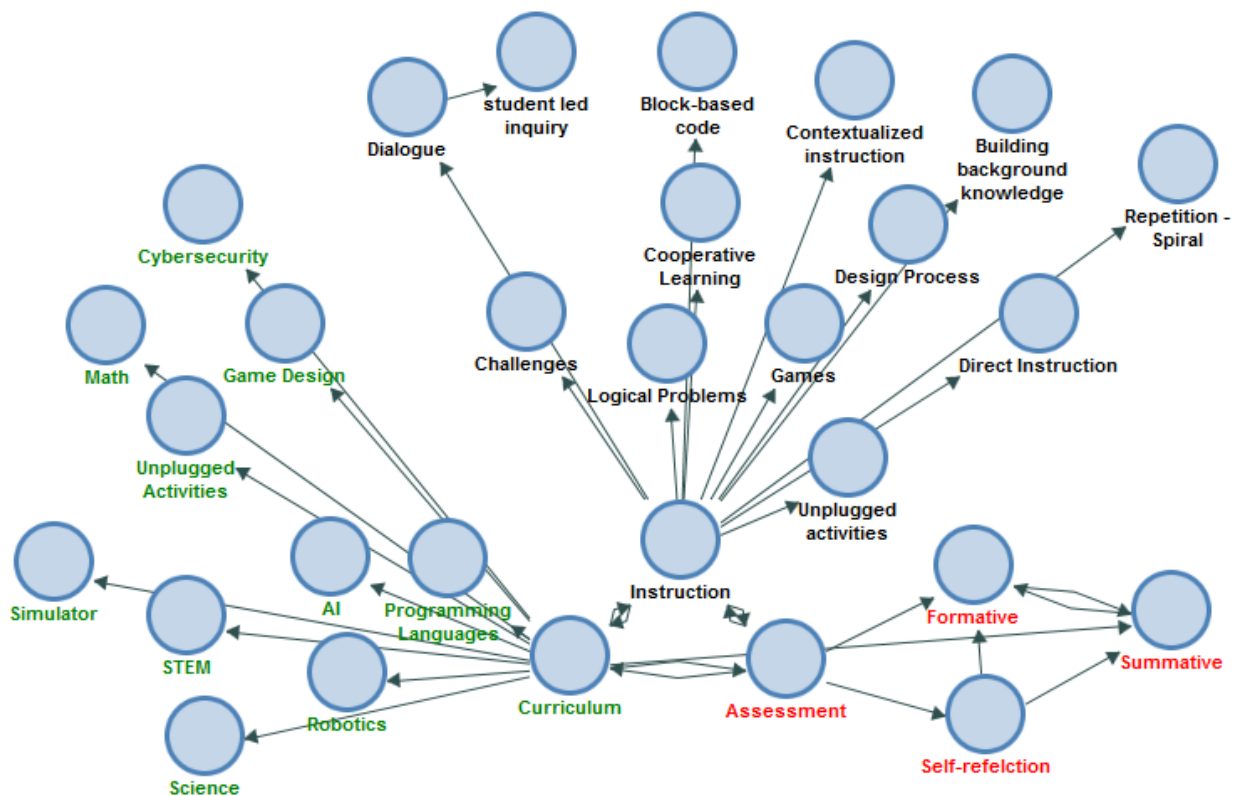 student led
inquiry
Block-based
code
Contextualized
instruction
Dialogue
Building
background
knowledge
Repetition -
Spiral
Cybersecurity
Cooperative
Learning
Design Process
Math
Game Design
Challenges
Logical Problems
Games
Direct Instruction
Unplugged
Activities
Unplugged
activities
Simulator
AI
Programming
Languages
Instruction
Formative
STEM
Summative
Robotics
Curriculum
Assessment
Self-refelction
Science